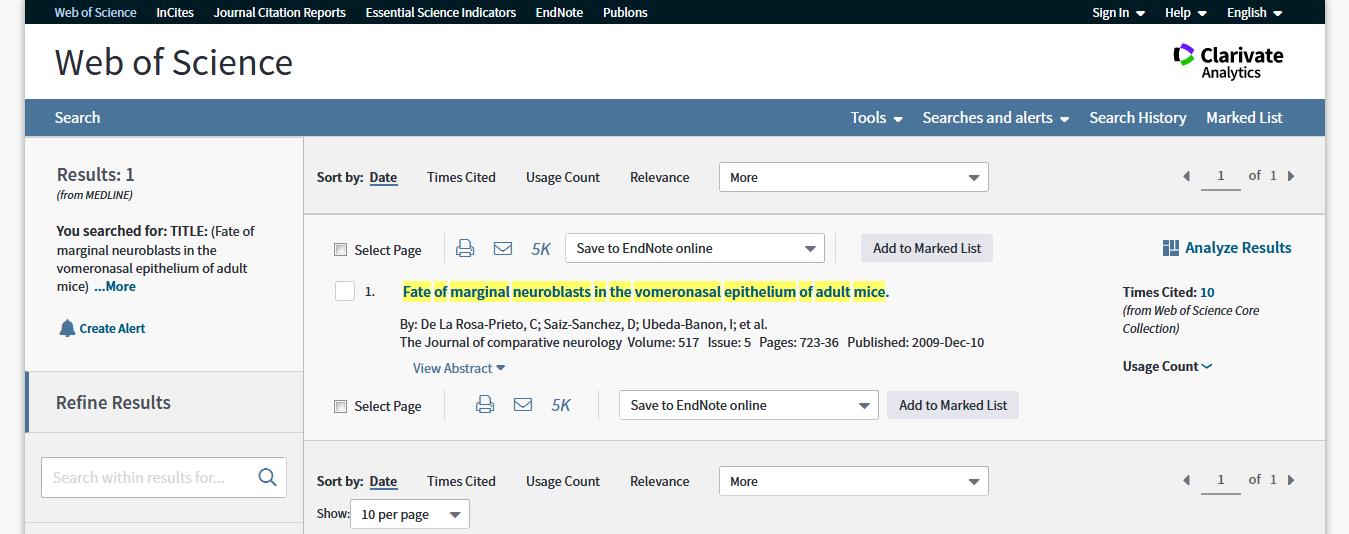 Web of Science InCites Journal Citation Reports Essential Science Indicators EndNote Publons Sign In Help English
Web of Science
Clarivate
Analytics
Search Tools Searches and alerts Search History Marked List
Results: 1
(from MEDLINE)
You searched for: TITLE: (Fate of
marginal neuroblasts in the
vomeronasal epithelium of adult
mice) ...More
Create Alert
Refine Results
Search within results for...
Sort by: Date Times Cited Usage Count Relevance More 1 of 1
Select Page 5K Save to EndNote online Add to Marked List Analyze Results
1. Fate of marginal neuroblasts in the vomeronasal epithelium of adult mice.
By: De La Rosa-Prieto, C; Saiz-Sanchez, D; Ubeda-Banon, I; et al.
The Journal of comparative neurology Volume: 517 Issue: 5 Pages: 723-36 Published: 2009-Dec-10
View Abstract
Times Cited: 10
(from Web of Science Core
Collection)
Usage Count
Select Page 5K Save to EndNote online Add to Marked List
Sort by: Date Times Cited Usage Count Relevance More 1 of 1
Show: 10 per page